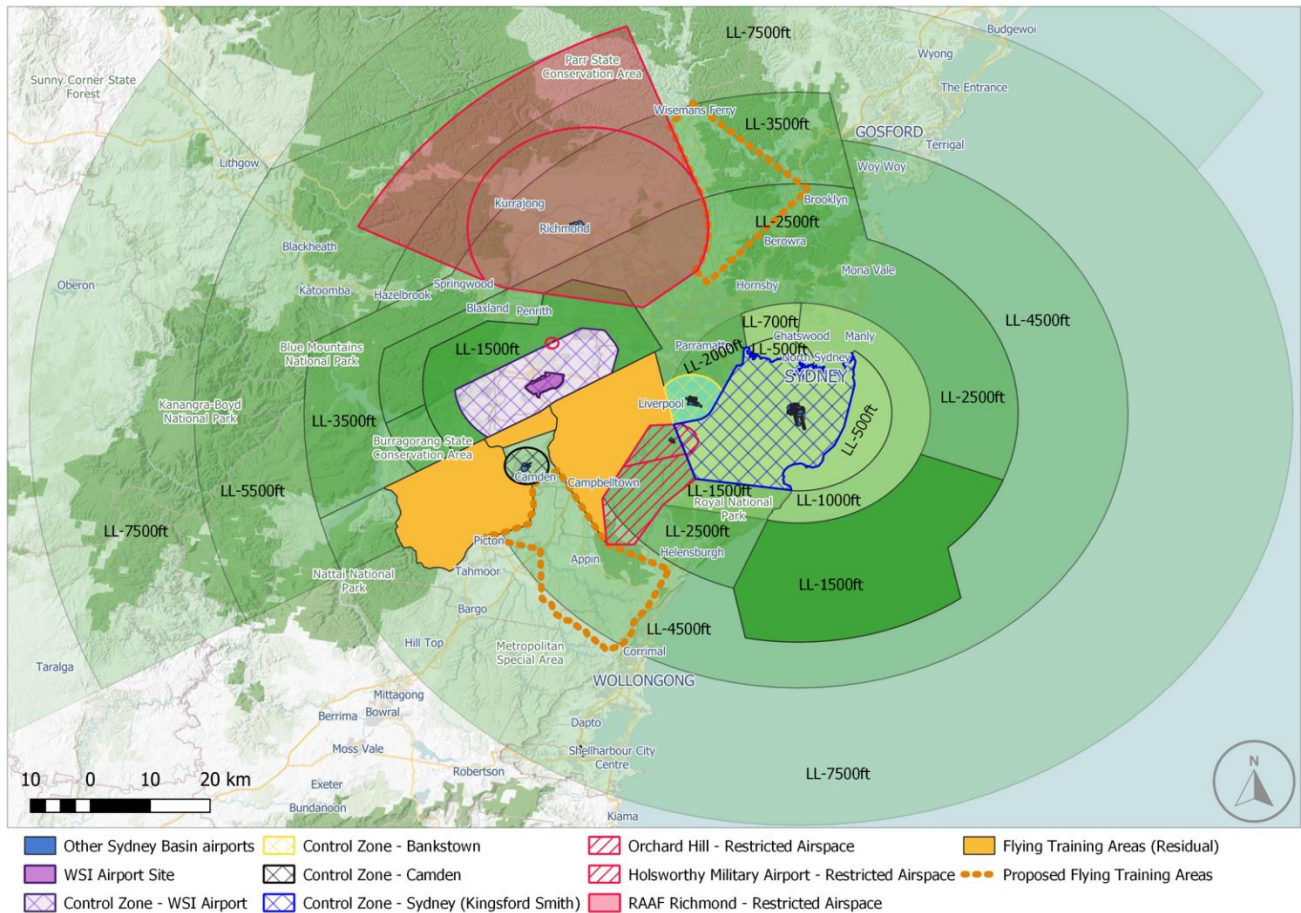 LL-7500ft
Budgewoi
Wyong
Sunny Corner State
Forest
Parr State
Conservation Area
The Entrance
Wisemans Ferry
LL-3500ft
GOSFORD
Terrigal
Lithgow
Woy Woy
Kurrajong
Brooklyn
Richmond
LL-2500ft
Berowra
Blackheath
Mona Vale
Oberon
Katoomba
Hazelbrook
Springwood
Hornsby
Blaxland
Penrith
LL-700ft
LL-4500ft
Blue Mountains
National Park
LL-1500ft
Parramatta
LL-2000ft
Chatswood
Manly
LL-500ft
North Sydney
SYDNEY
Kanangra-Boyd
National Park
Liverpool
LL-2500ft
LL-3500ft
LL-500ft
Burragorang State
Conservation Area
Camden
Campbelltown
LL-5500ft
LL-1500ft
Royal National
Park
LL-1000ft
LL-7500ft
LL-2500ft
Picton
Appin
Helensburgh
Nattai National
Park
Tahmoor
LL-1500ft
Bargo
LL-4500ft
Hill Top
Metropolitan
Special Area
Corrimal
Taralga
WOLLONGONG
Mittagong
Berrima
Bowral
Dapto
Moss Vale
Shellharbour City
Centre
Robertson
LL-7500ft
Exeter
Bundanoon
Kiama
10 0 10 20 km
N
Other Sydney Basin airports
WSI Airport Site
Control Zone - WSI Airport
Control Zone - Bankstown
Control Zone - Camden
Control Zone - Sydney (Kingsford Smith)
Orchard Hill - Restricted Airspace
Holsworthy Military Airport - Restricted Airspace
RAAF Richmond - Restricted Airspace
Flying Training Areas (Residual)
Proposed Flying Training Areas